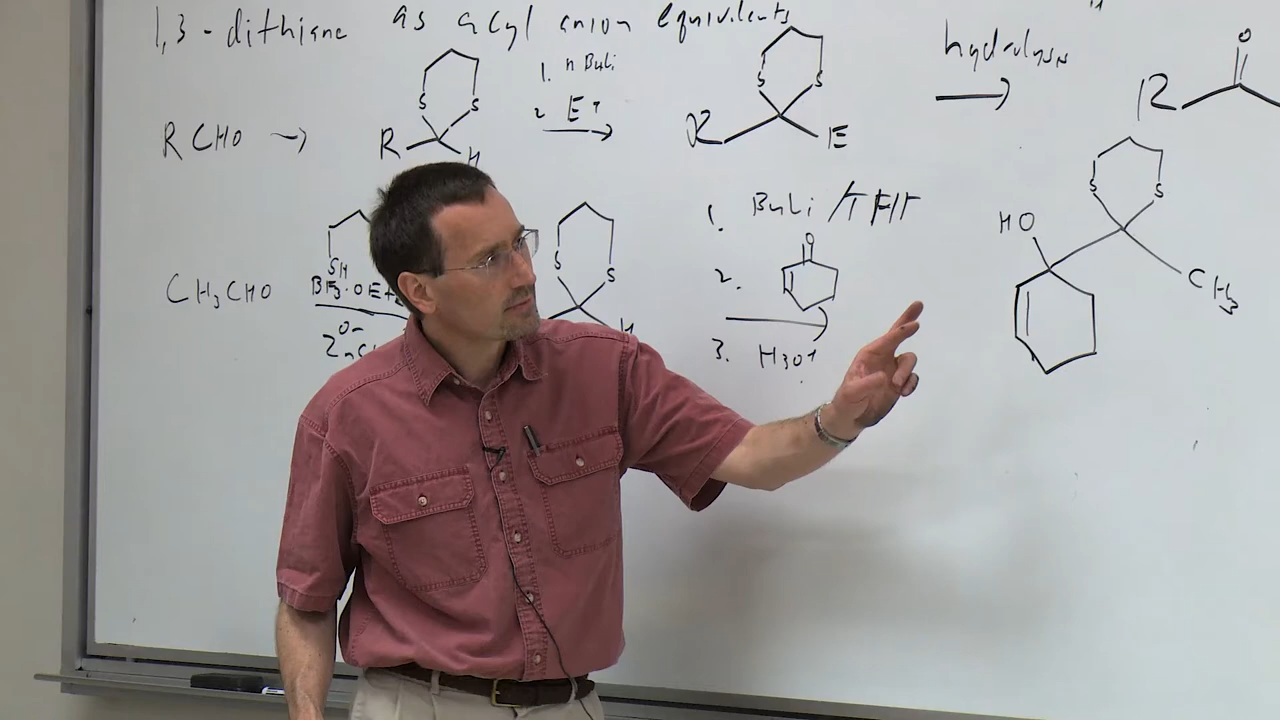 1,3-dithiane as acyl anion equivalents
S S
1. n Buli
2 E+
S S
hydrolysis
O
R
RCHO →
R H
R E
S S
HO
CH3
CH3CHO
SH
BF3·OEt2
S S
H
1. BuLi /THF
2. O
3. H3O+